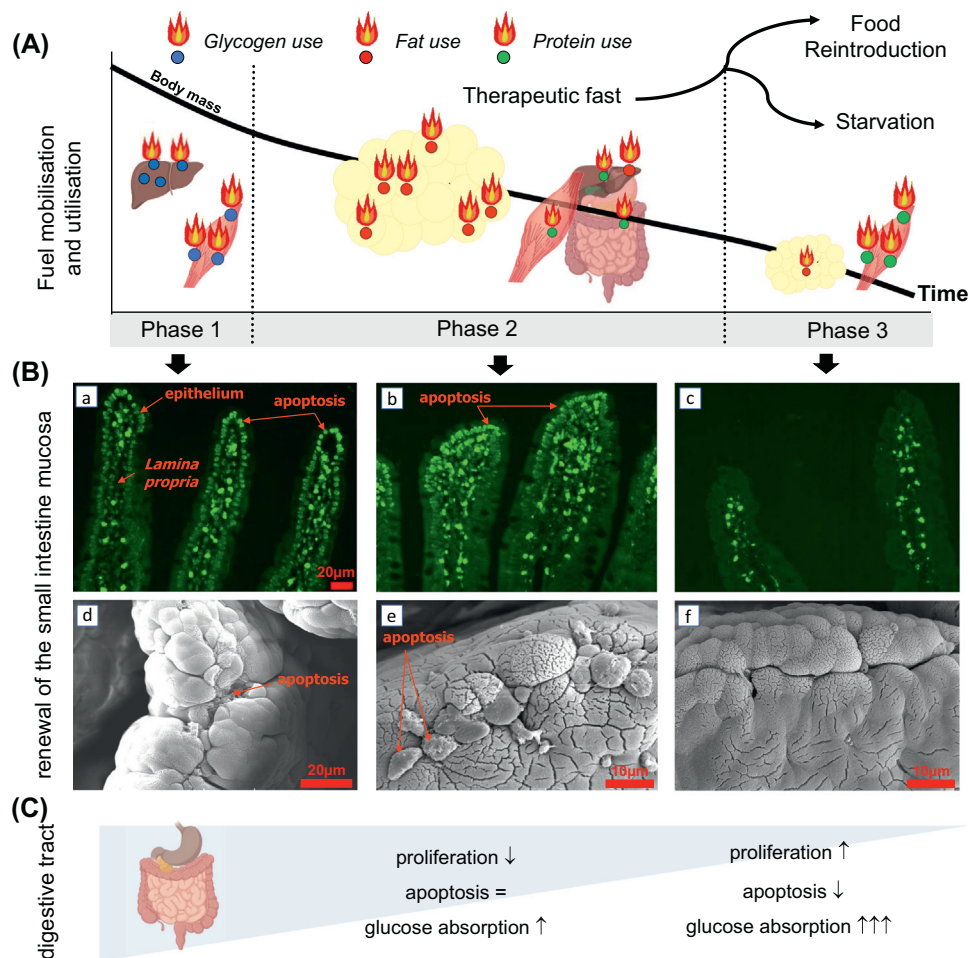 (A)
Glycogen use
Fat use
Protein use
Food
Reintroduction
Therapeutic fast
Starvation
Body mass
Fuel mobilisation
and utilisation
Time
Phase 1
Phase 2
Phase 3
(B)
renewal of the small intestine mucosa
a
epithelium
apoptosis
Lamina
propria
20µm
b
apoptosis
c
d
apoptosis
20µm
e
apoptosis
10µm
f
10µm
(C)
digestive tract
proliferation ↓
apoptosis =
glucose absorption ↑
proliferation ↑
apoptosis ↓
glucose absorption ↑↑↑